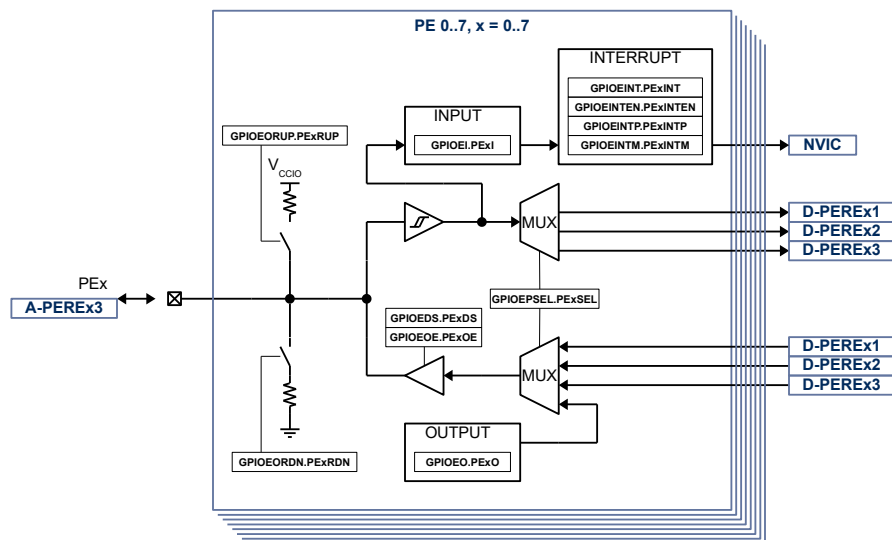 PE 0..7, x = 0..7
INTERRUPT
GPIOEINT.PExINT
GPIOEINTEN.PExINTEN
GPIOEINTP.PExINTP
GPIOEINTM.PExINTM
INPUT
GPIOEI.PExI
NVIC
GPIOEORUP.PExRUP
VCCIO
MUX
D-PEREx1
D-PEREx2
D-PEREx3
PEx
A-PEREx3
GPIOEPSEL.PExSEL
GPIOEDS.PExDS
GPIOEOE.PExOE
MUX
D-PEREx1
D-PEREx2
D-PEREx3
OUTPUT
GPIOEO.PExO
GPIOEORDN.PExRDN